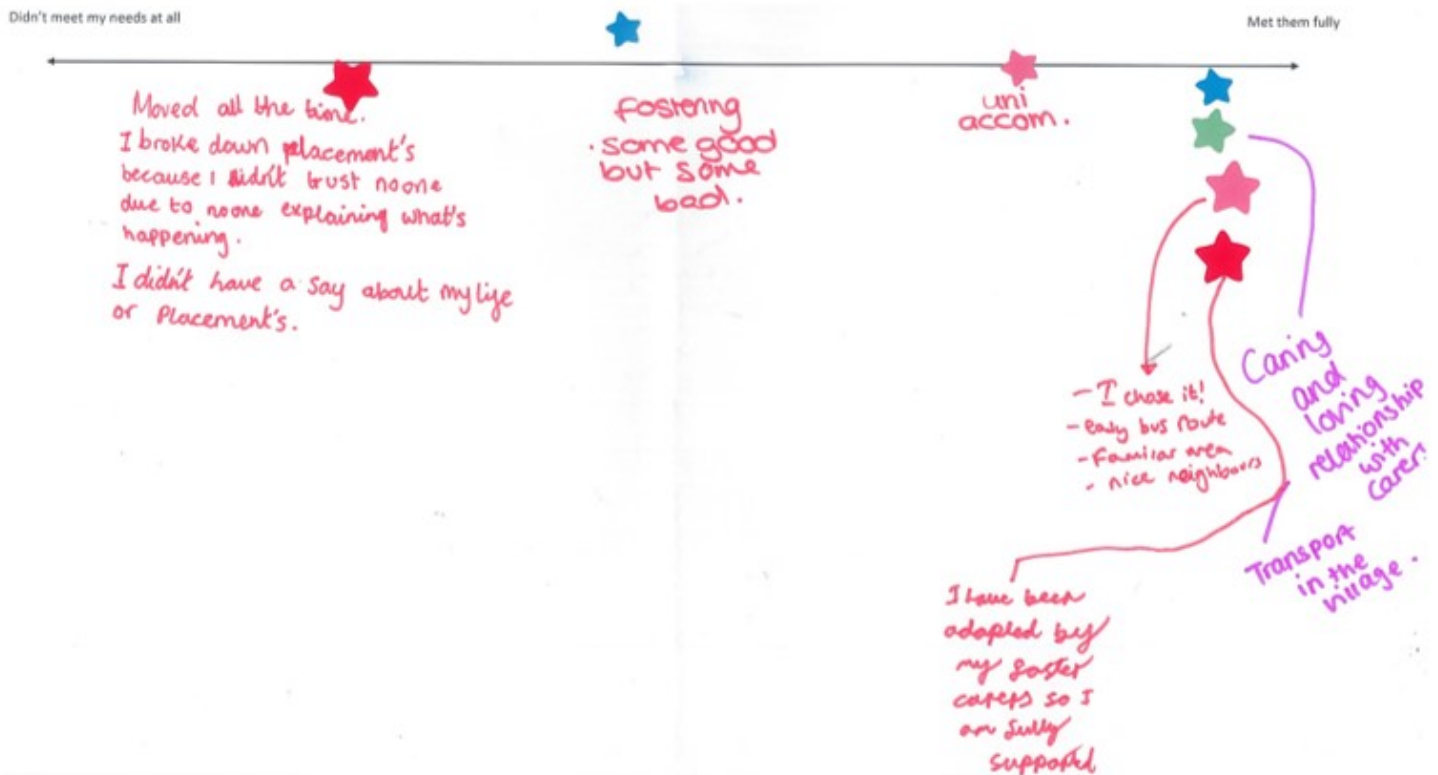 Didn't meet my needs at all
Met them fully
Moved all the time.
I broke down placement's
because I didn't trust noone
due to noone explaining what's
happening.
I didn't have a say about my life
or Placement's.
fostering
. some good
but some
bad.
uni
accom.
- I chose it!
- easy bus route
- Familar area
- nice neighbours
Caring
and
loving
relationship
with
carer.
Transport
in the
village.
I have been
adapted by
my foster
carers so I
am fully
supported